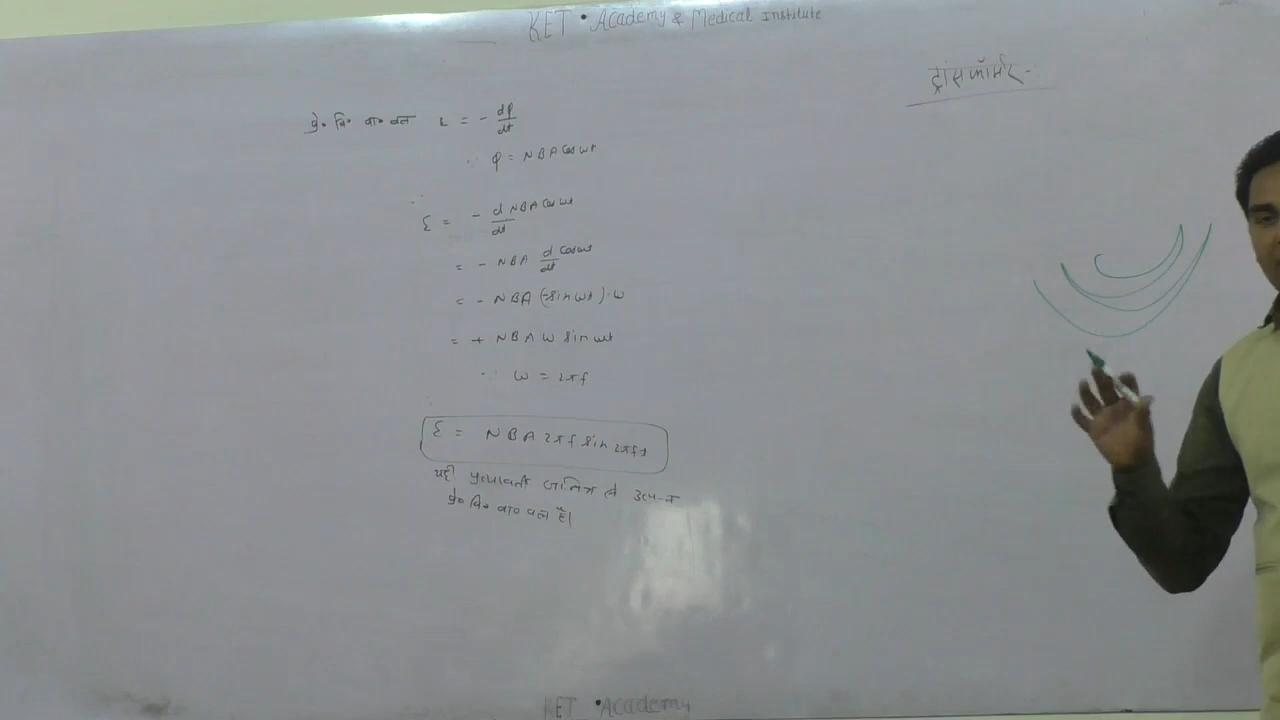 KET • Academy & Medical Institute
ट्रांसफॉर्मर-
प्रे० वि० वा० बल ε = - dφ/dt
∵ φ = NBA Cos ωt
∴
ε = - d NBA Cos ωt/dt
= - NBA d Cos ωt/dt
= - NBA (-sin ωt)·ω
= + NBA ω sin ωt
∵ ω = 2πf
ε = NBA 2πf sin 2πft
यही प्रत्यावर्ती जनित्र से उत्पन्न
प्रे० वि० वा० बल है।
KET • Academy